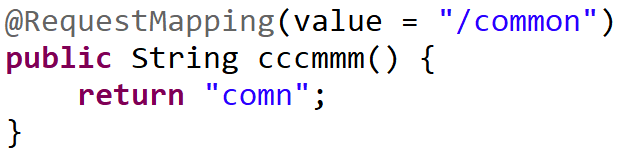 @RequestMapping(value = "/common")
public String cccmmm() {
    return "comn";
}